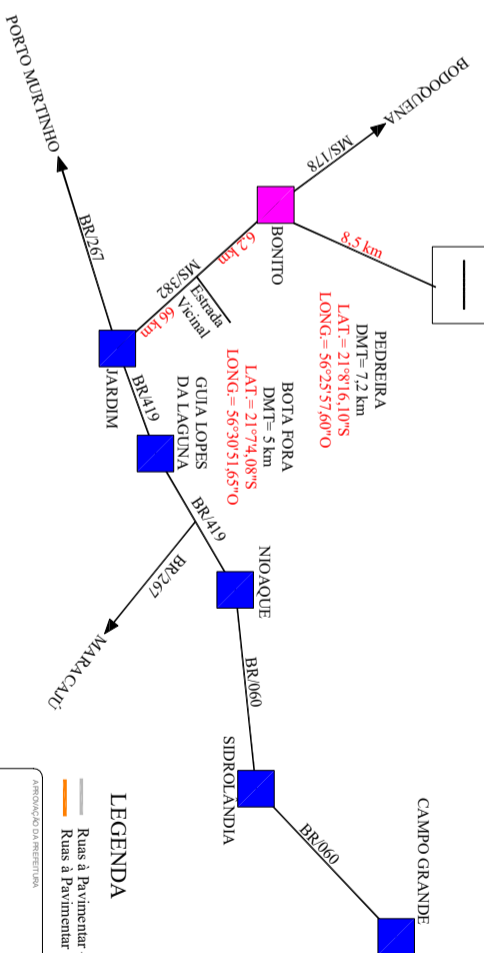 BODOQUENA
MS/178
PORTO MURTINHO
BR/267
BONITO
8.5 km
6.2 km
MS/382
66 km
Estrada
Vicinal
PEDREIRA
DMT= 7,2 km
LAT.= 21°8'16,10"S
LONG.= 56°25'57,60"O
BOTA FORA
DMT= 5 km
LAT.= 21°7'4,08"S
LONG.= 56°30'51,65"O
JARDIM
BR/419
GUIA LOPES
DA LAGUNA
BR/419
BR/267
MARACAJÚ
NIOAQUE
BR/060
SIDROLÂNDIA
BR/060
CAMPO GRANDE
LEGENDA
Ruas à Pavimentar
Ruas à Pavimentar
APROVAÇÃO DA PREFEITURA